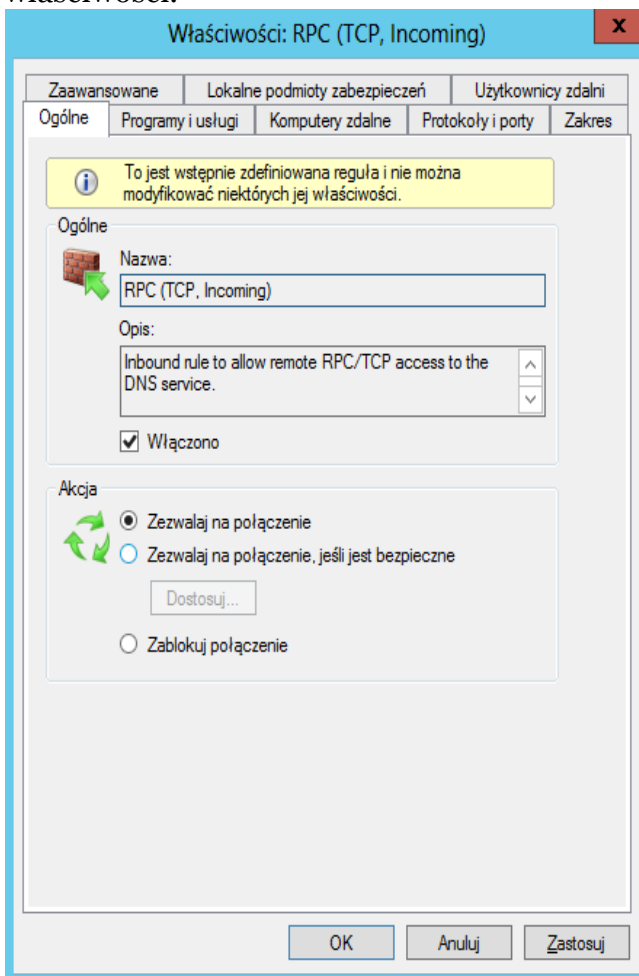 właściwości.
Właściwości: RPC (TCP, Incoming)
x
Zaawansowane Lokalne podmioty zabezpieczeń Użytkownicy zdalni
Ogólne Programy i usługi Komputery zdalne Protokoły i porty Zakres
To jest wstępnie zdefiniowana reguła i nie można
modyfikować niektórych jej właściwości.
Ogólne
Nazwa:
RPC (TCP, Incoming)
Opis:
Inbound rule to allow remote RPC/TCP access to the
DNS service.
Włączono
Akcja
Zezwalaj na połączenie
Zezwalaj na połączenie, jeśli jest bezpieczne
Dostosuj...
Zablokuj połączenie
OK Anuluj Zastosuj